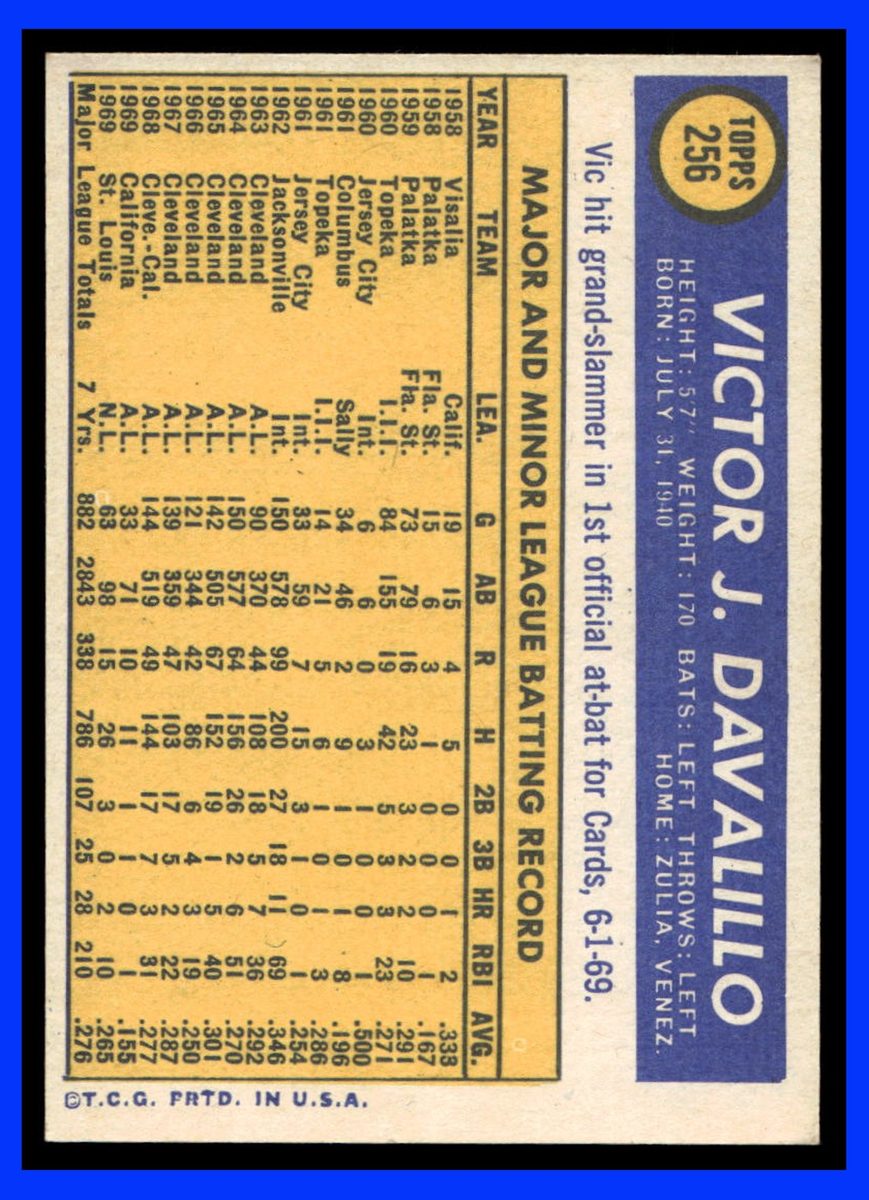 TOPPS
256
VICTOR J. DAVALILLO
HEIGHT: 5'7" WEIGHT: 170 BATS: LEFT THROWS: LEFT
BORN: JULY 31, 1940 HOME: ZULIA, VENEZ.
Vic hit grand-slammer in 1st official at-bat for Cards, 6-1-69.
MAJOR AND MINOR LEAGUE BATTING RECORD
YEAR TEAM LEA. G AB R H 2B 3B HR RBI AVG.
1958 Visalia Calif. 19 15 4 5 0 0 1 2 .333
1958 Palatka Fla. St. 15 6 3 1 0 0 0 1 .167
1959 Palatka Fla. St. 73 79 16 23 3 2 2 10 .291
1960 Topeka I.I.I. 84 155 19 42 5 3 3 23 .271
1960 Jersey City Int. 6 6 0 3 1 0 1 1 .500
1961 Columbus Sally 34 46 2 9 1 0 1 8 .196
1961 Topeka I.I.I. 14 21 5 6 1 0 1 3 .286
1961 Jersey City Int. 33 59 7 15 3 1 0 1 .254
1962 Jacksonville Int. 150 578 99 200 27 18 11 69 .346
1963 Cleveland A.L. 90 370 44 108 18 5 7 36 .292
1964 Cleveland A.L. 150 577 64 156 26 2 6 51 .270
1965 Cleveland A.L. 142 505 67 152 19 1 5 40 .301
1966 Cleveland A.L. 121 344 42 86 6 4 3 19 .250
1967 Cleveland A.L. 139 359 47 103 17 5 2 22 .287
1968 Cleve.-Cal. A.L. 144 519 49 144 17 7 3 31 .277
1969 California A.L. 33 71 10 11 1 1 0 1 .155
1969 St. Louis N.L. 63 98 15 26 3 0 2 10 .265
Major League Totals 7 Yrs. 882 2843 338 786 107 25 28 210 .276
©T.C.G. PRTD. IN U.S.A.